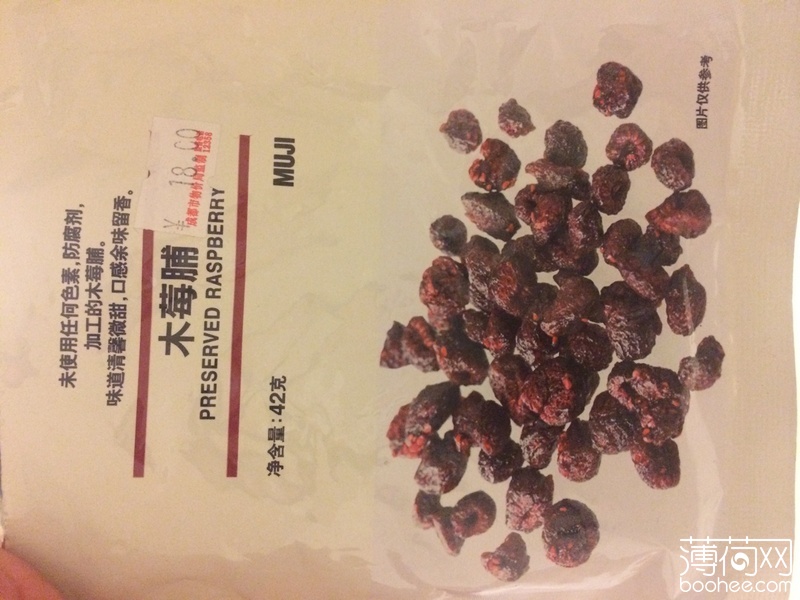 未使用任何色素,防腐剂,
加工的木莓脯。
味道清馨微甜,口感余味留香。
¥ 18.00
木莓脯
PRESERVED RASPBERRY
净含量:42克
MUJI
图片仅供参考
薄荷网
boohee.com